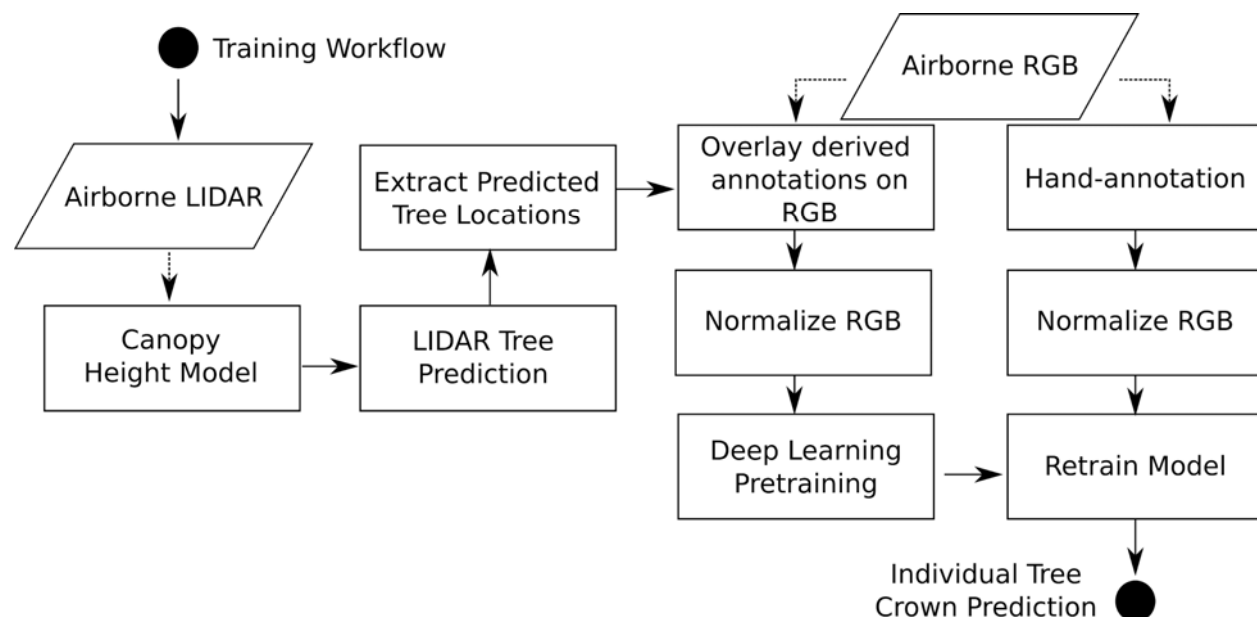 Training Workflow
Airborne LIDAR
Canopy
Height Model
LIDAR Tree
Prediction
Extract Predicted
Tree Locations
Airborne RGB
Overlay derived
annotations on
RGB
Normalize RGB
Deep Learning
Pretraining
Hand-annotation
Normalize RGB
Retrain Model
Individual Tree
Crown Prediction